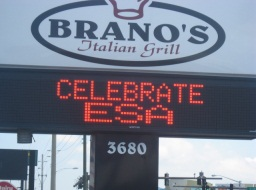 BRANO'S
Italian Grill
CELEBRATE
ESA
3680